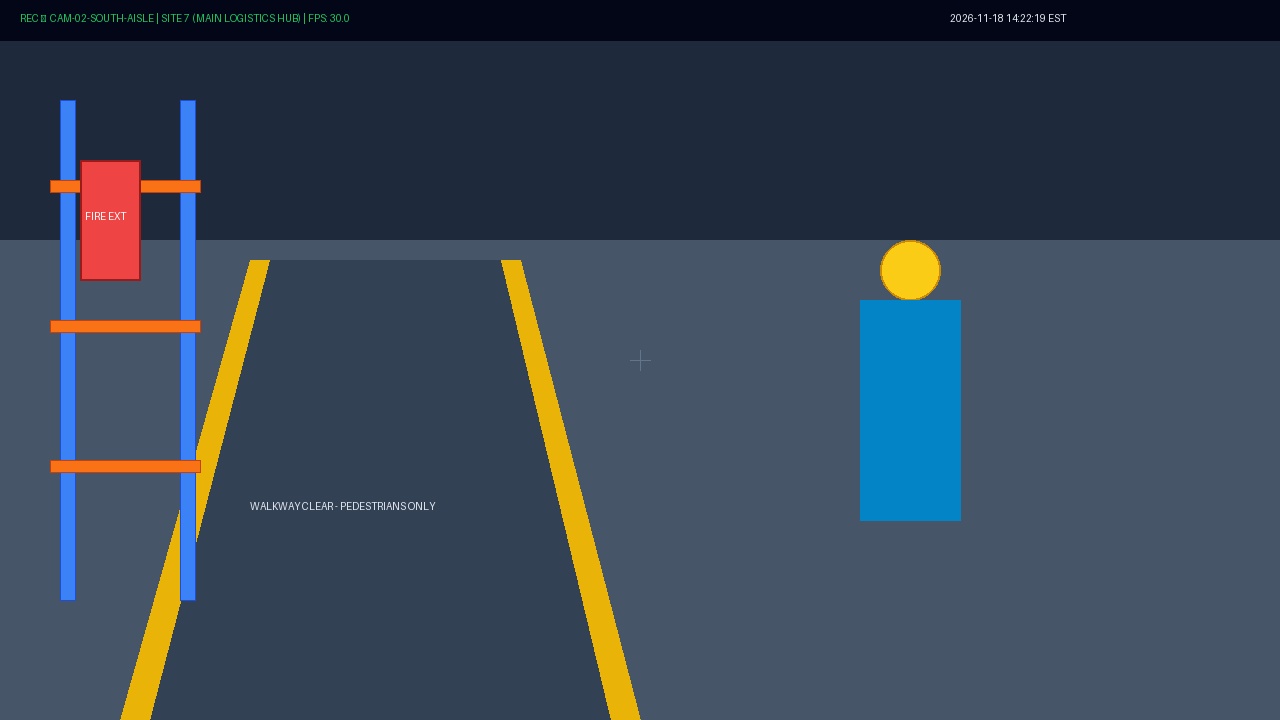 REC ▯ CAM-02-SOUTH-AISLE | SITE 7 (MAIN LOGISTICS HUB) | FPS: 30.0
2026-11-18 14:22:19 EST
FIRE EXT
WALKWAY CLEAR - PEDESTRIANS ONLY